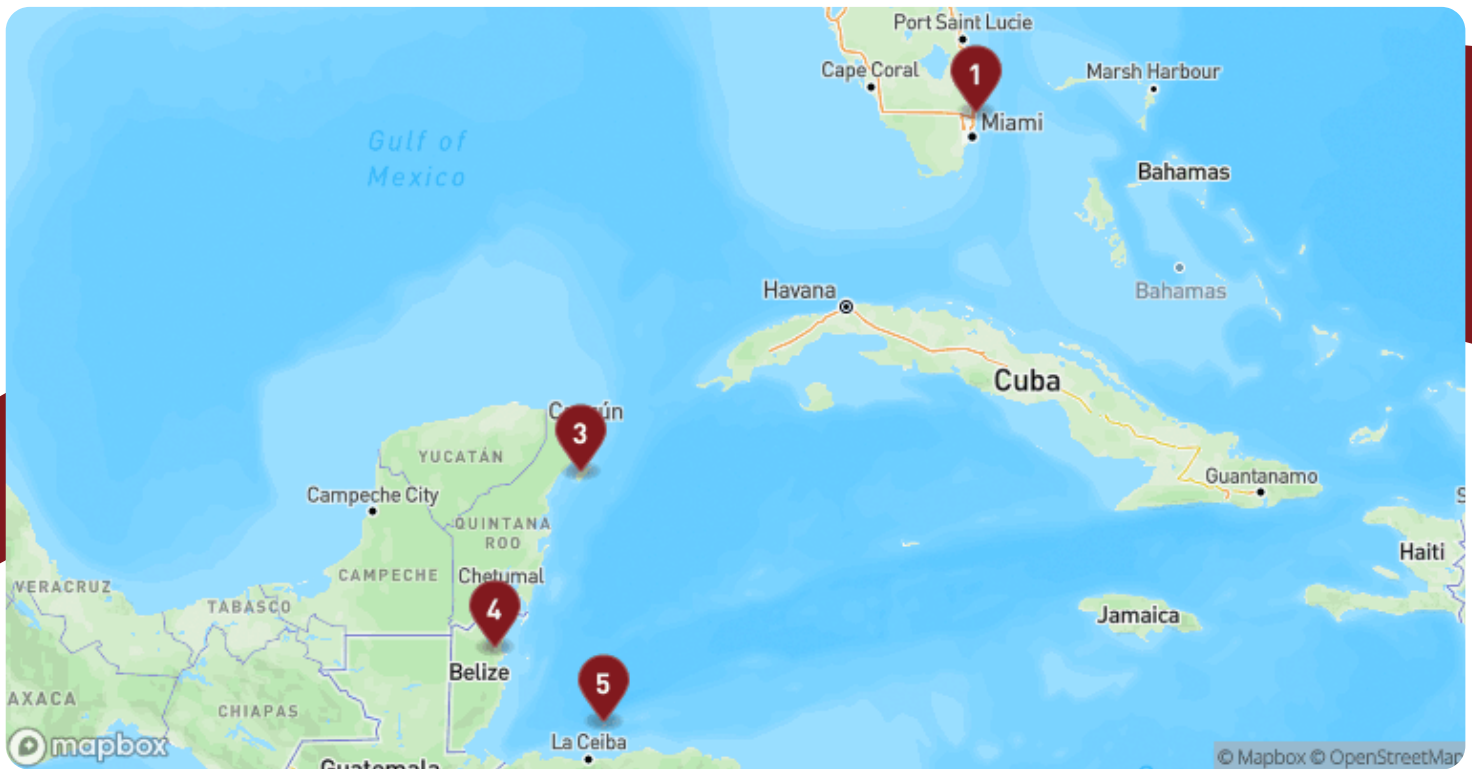 Port Saint Lucie
Cape Coral
1
Marsh Harbour
Miami
Gulf of
Mexico
Bahamas
Havana
Bahamas
Cuba
3
YUCATÁN
Guantanamo
Campeche City
QUINTANA
ROO
Haiti
CAMPECHE
Chetumal
VERACRUZ
TABASCO
4
Jamaica
Belize
5
AXACA
CHIAPAS
La Ceiba
mapbox
© Mapbox © OpenStreetMap
Guatemala